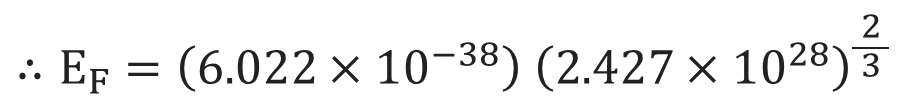 ∴ E_F = (6.022 × 10^−38) (2.427 × 10^28)^(2/3)